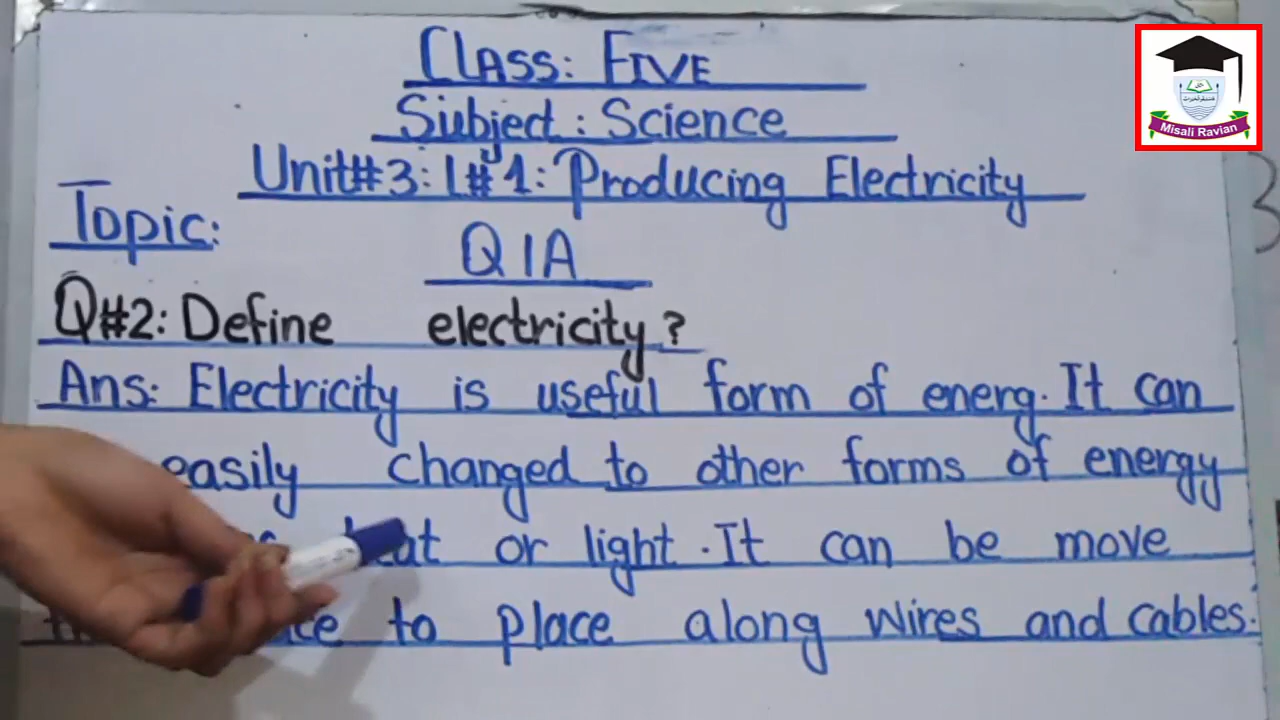 Class: Five
Subject: Science
Unit#3: L#1: Producing Electricity
Topic:
Q1A
Q#2: Define electricity?
Ans: Electricity is useful form of energ. It can
easily changed to other forms of energy
heat or light. It can be move
to place along wires and cables.
Misali Ravian
3